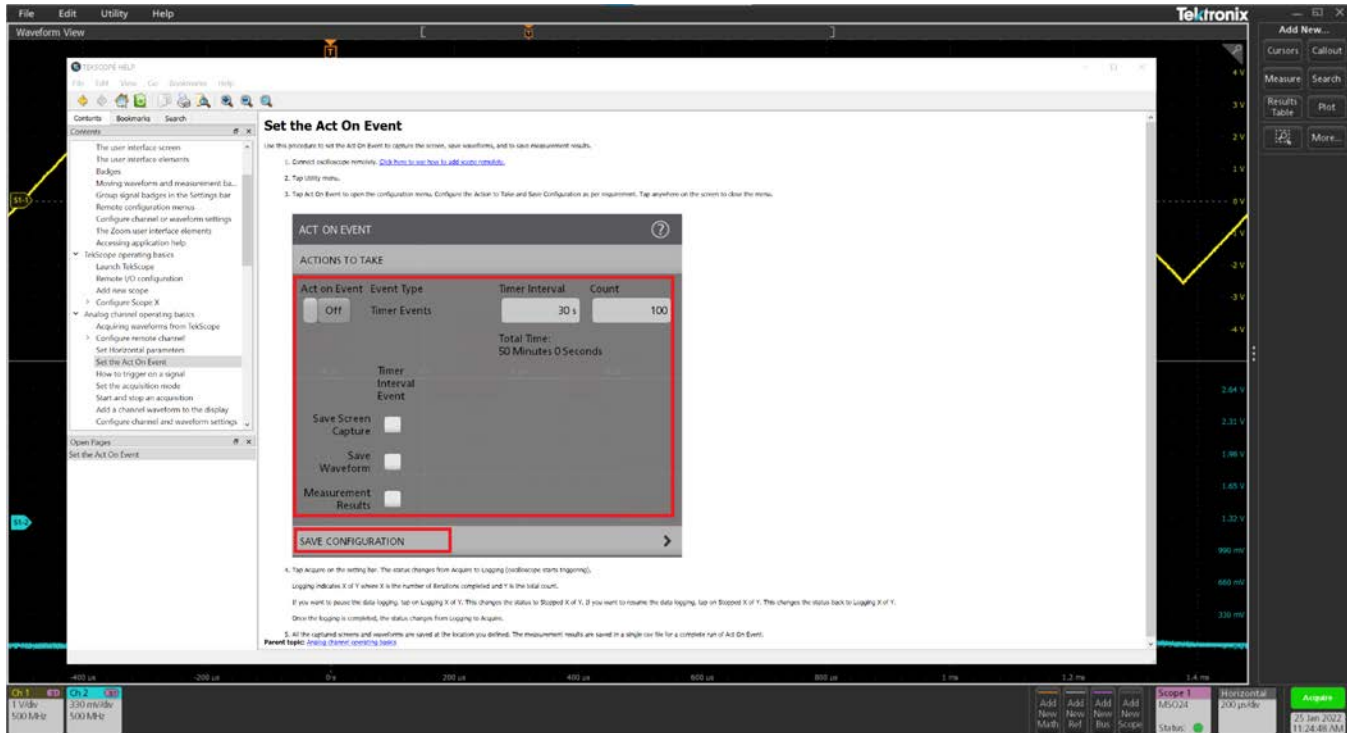 File Edit Utility Help
Tektronix
Waveform View
Add New...
Cursors Callout
Measure Search
Results Table Plot
More...
TEKSCOPE HELP
File Edit View Go Bookmarks Help
Contents Bookmarks Search
Contents
The user interface screen
The user interface elements
Badges
Moving waveform and measurement ba...
Group signal badges in the Settings bar
Remote configuration menus
Configure channel or waveform settings
The Zoom user interface elements
Accessing application help
TekScope operating basics
Launch TekScope
Remote I/O configuration
Add new scope
Configure Scope X
Analog channel operating basics
Acquiring waveforms from TekScope
Configure remote channel
Set Horizontal parameters
Set the Act On Event
How to trigger on a signal
Set the acquisition mode
Start and stop an acquisition
Add a channel waveform to the display
Configure channel and waveform settings
Open Pages
Set the Act On Event
Set the Act On Event
Use this procedure to set the Act On Event to capture the screen, save waveforms, and to save measurement results.
1. Connect oscilloscope remotely. Click here to see how to add scope remotely.
2. Tap Utility menu.
3. Tap Act On Event to open the configuration menu. Configure the Action to Take and Save Configuration as per requirement. Tap anywhere on the screen to close the menu.
ACT ON EVENT
ACTIONS TO TAKE
Act on Event Event Type Timer Interval Count
Off Timer Events 30 s 100
Total Time:
50 Minutes 0 Seconds
Timer
Interval
Event
Save Screen
Capture
Save
Waveform
Measurement
Results
SAVE CONFIGURATION
4. Tap Acquire on the setting bar. The status changes from Acquire to Logging (oscilloscope starts triggering).
Logging indicates X of Y where X is the number of iterations completed and Y is the total count.
If you want to pause the data logging, tap on Logging X of Y. This changes the status to Stopped X of Y. If you want to resume the data logging, tap on Stopped X of Y. This changes the status back to Logging X of Y.
Once the logging is completed, the status changes from Logging to Acquire.
5. All the captured screens and waveforms are saved at the location you defined. The measurement results are saved in a single csv file for a complete run of Act On Event.
Parent topic: Analog channel operating basics
4 V
3 V
2 V
1 V
0 V
-1 V
-2 V
-3 V
-4 V
2.64 V
2.31 V
1.98 V
1.65 V
1.32 V
990 mV
660 mV
330 mV
S1-1
S1-2
-400 µs -200 µs 0 s 200 µs 400 µs 600 µs 800 µs 1 ms 1.2 ms 1.4 ms
Ch 1
1 V/div
500 MHz
Ch 2
330 mV/div
500 MHz
Add New Math
Add New Ref
Add New Bus
Add New Scope
Scope 1
MSO24
Status:
Horizontal
200 µs/div
Acquire
25 Jan 2022
11:24:48 AM